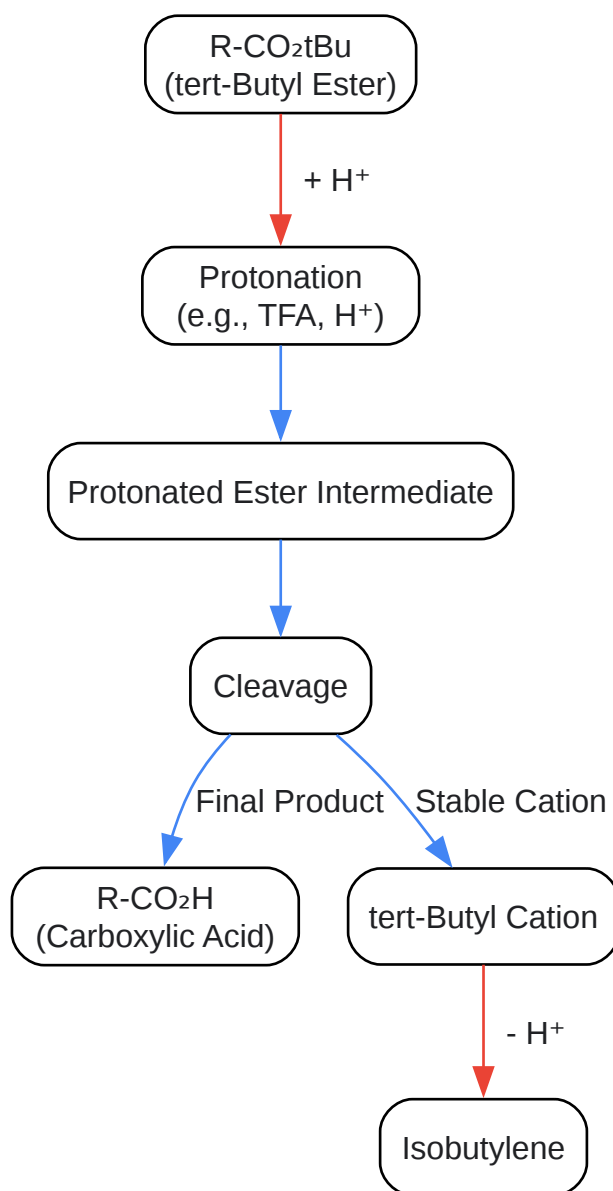 R-CO₂tBu
(tert-Butyl Ester)
+ H⁺
Protonation
(e.g., TFA, H⁺)
Protonated Ester Intermediate
Cleavage
Final Product
Stable Cation
R-CO₂H
(Carboxylic Acid)
tert-Butyl Cation
- H⁺
Isobutylene